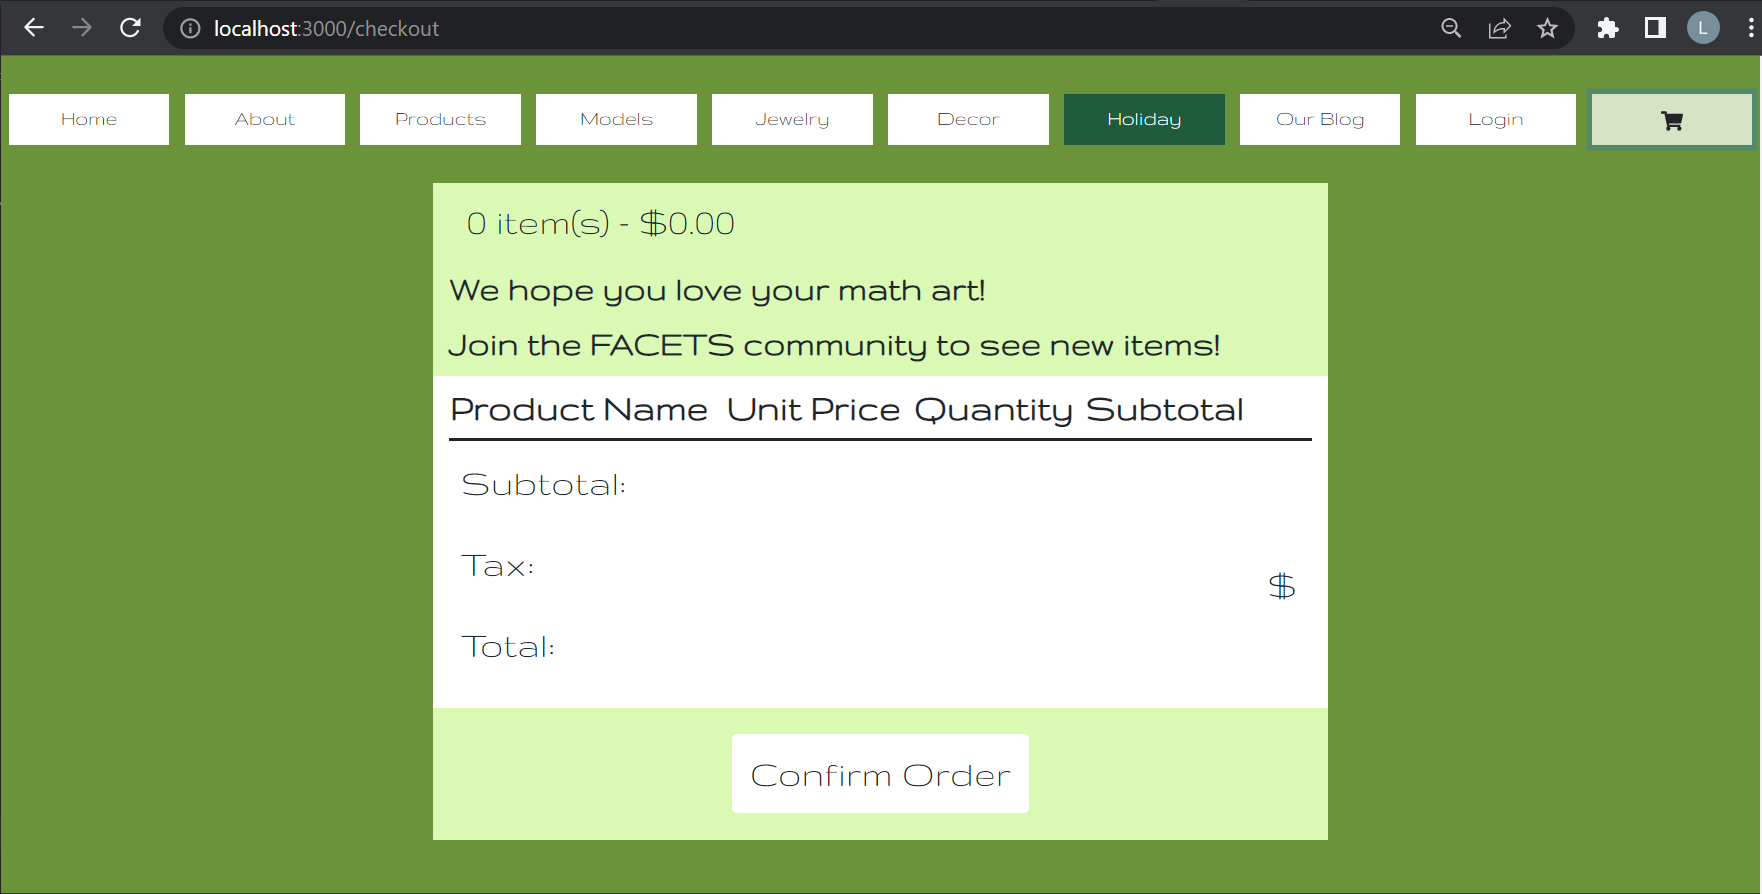 localhost:3000/checkout
L
Home About Products Models Jewelry Decor Holiday Our Blog Login
0 item(s) - $0.00
We hope you love your math art!
Join the FACETS community to see new items!
Product Name Unit Price Quantity Subtotal
Subtotal:
Tax:
$
Total:
Confirm Order